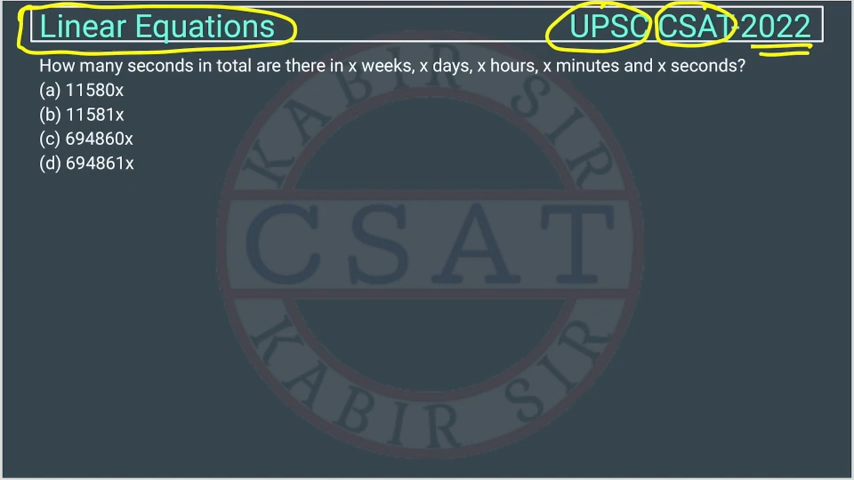 Linear Equations
UPSC CSAT-2022
How many seconds in total are there in x weeks, x days, x hours, x minutes and x seconds?
(a) 11580x
(b) 11581x
(c) 694860x
(d) 694861x
KABIR SIR
CSAT
KABIR SIR